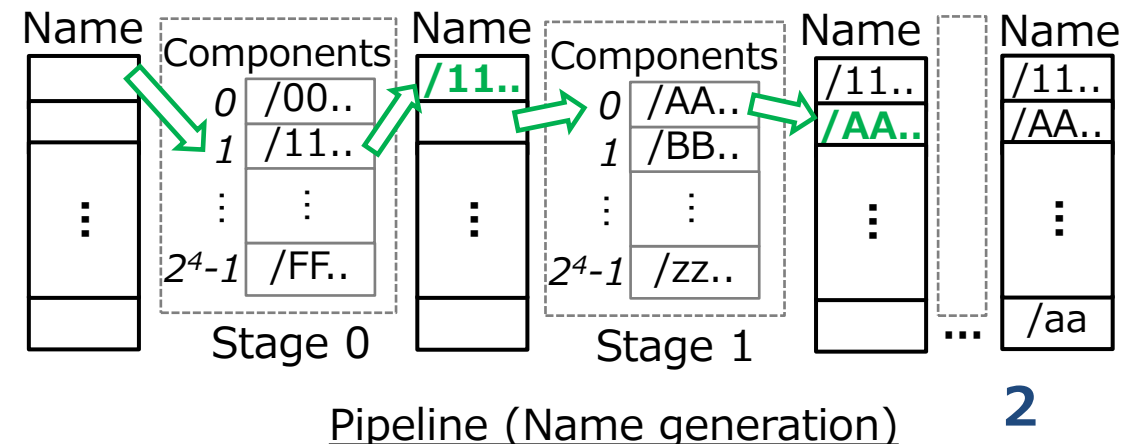 Name
Components
0 /00..
1 /11..
⋮ ⋮
2⁴-1 /FF..
Stage 0
Name
/11..
⋮
Components
0 /AA..
1 /BB..
⋮ ⋮
2⁴-1 /zz..
Stage 1
Name
/11..
/AA..
⋮
...
Name
/11..
/AA..
⋮
/aa
2
Pipeline (Name generation)